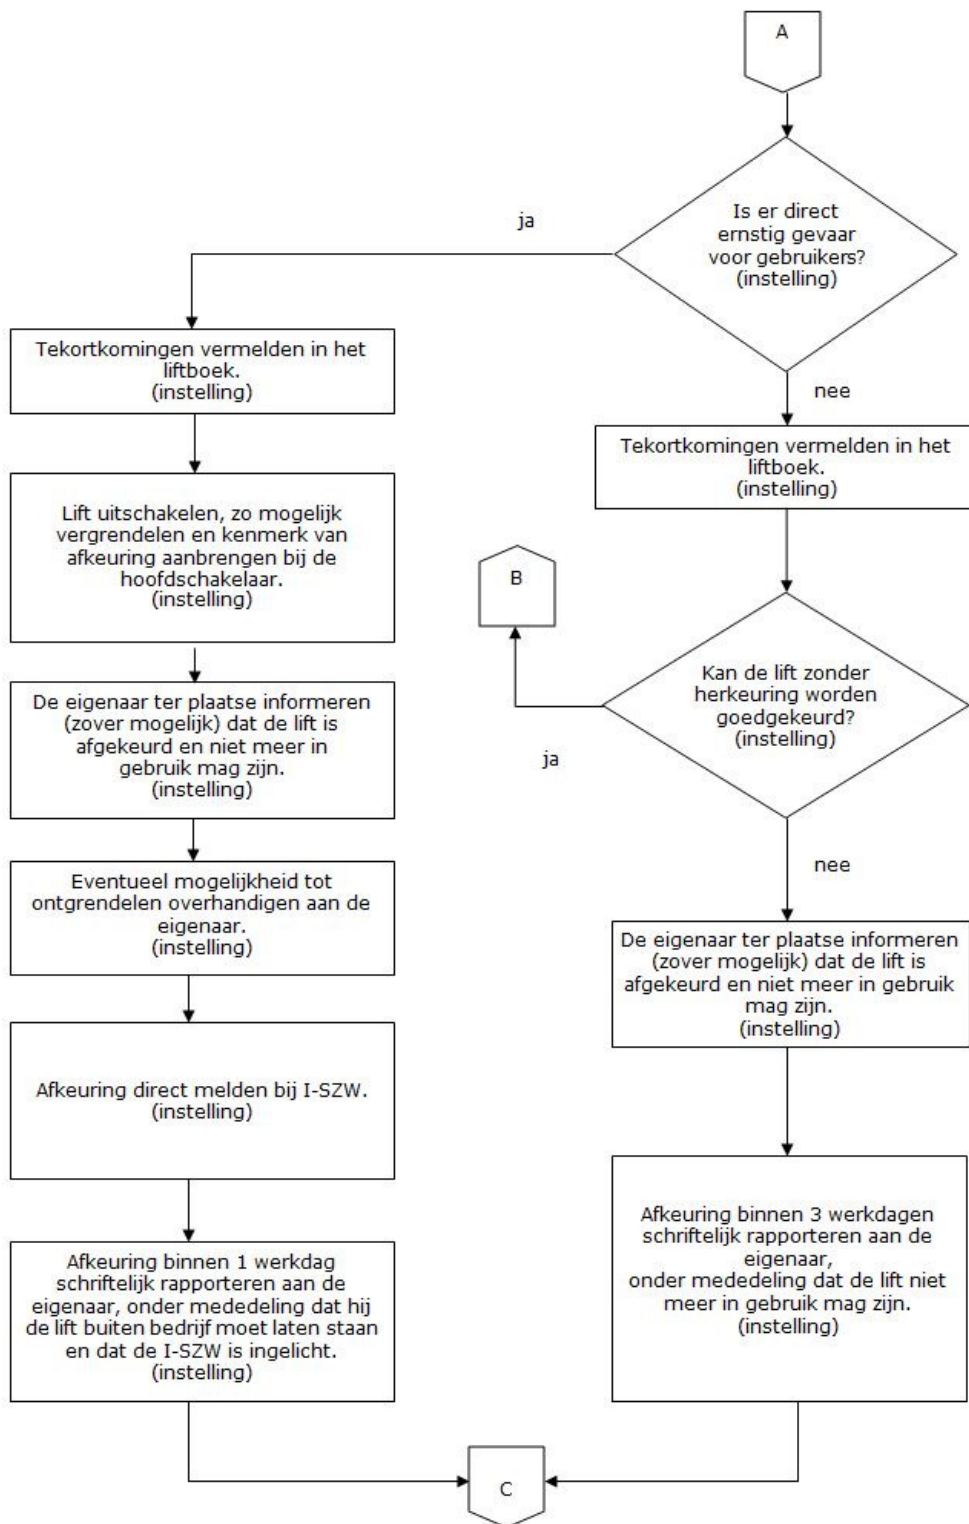 A
Is er direct
ernstig gevaar
voor gebruikers?
(instelling)
ja
nee
Tekortkomingen vermelden in het
liftboek.
(instelling)
Lift uitschakelen, zo mogelijk
vergrendelen en kenmerk van
afkeuring aanbrengen bij de
hoofdschakelaar.
(instelling)
De eigenaar ter plaatse informeren
(zover mogelijk) dat de lift is
afgekeurd en niet meer in
gebruik mag zijn.
(instelling)
Eventueel mogelijkheid tot
ontgrendelen overhandigen aan de
eigenaar.
(instelling)
Afkeuring direct melden bij I-SZW.
(instelling)
Afkeuring binnen 1 werkdag
schriftelijk rapporteren aan de
eigenaar, onder mededeling dat hij
de lift buiten bedrijf moet laten staan
en dat de I-SZW is ingelicht.
(instelling)
Tekortkomingen vermelden in het
liftboek.
(instelling)
B
Kan de lift zonder
herkeuring worden
goedgekeurd?
(instelling)
ja
nee
De eigenaar ter plaatse informeren
(zover mogelijk) dat de lift is
afgekeurd en niet meer in gebruik
mag zijn.
(instelling)
Afkeuring binnen 3 werkdagen
schriftelijk rapporteren aan de
eigenaar,
onder mededeling dat de lift niet
meer in gebruik mag zijn.
(instelling)
C